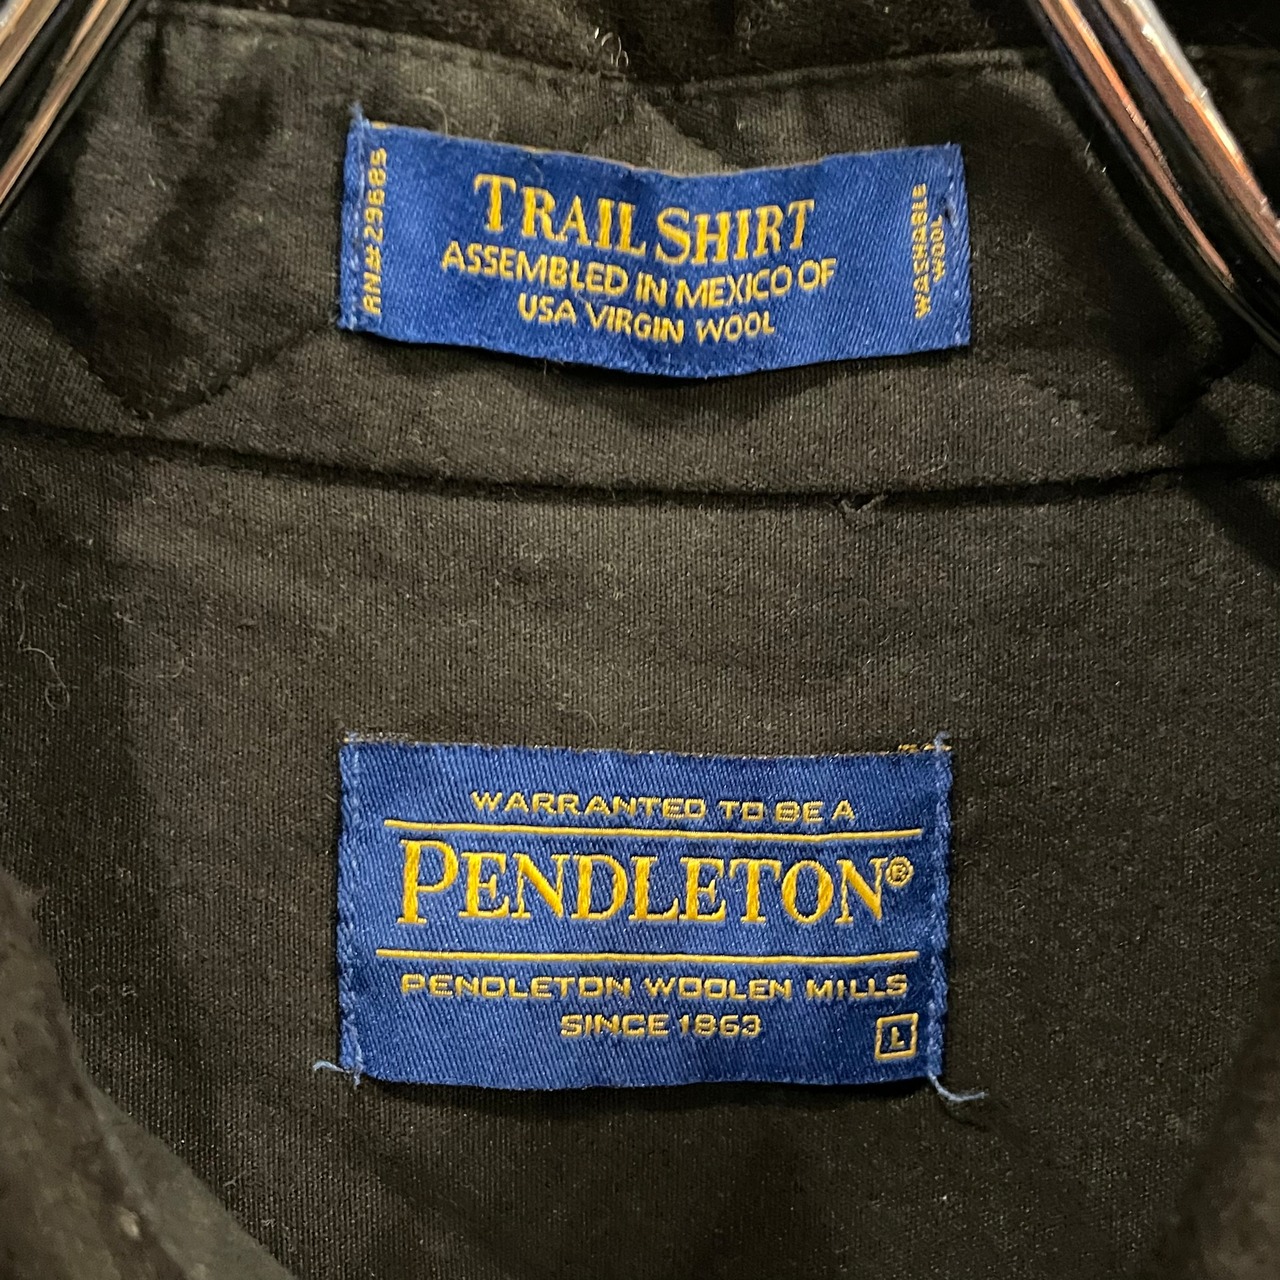 RN#29685
TRAIL SHIRT
ASSEMBLED IN MEXICO OF
USA VIRGIN WOOL
WASHABLE
WOOL
WARRANTED TO BE A
PENDLETON®
PENDLETON WOOLEN MILLS
SINCE 1863
L